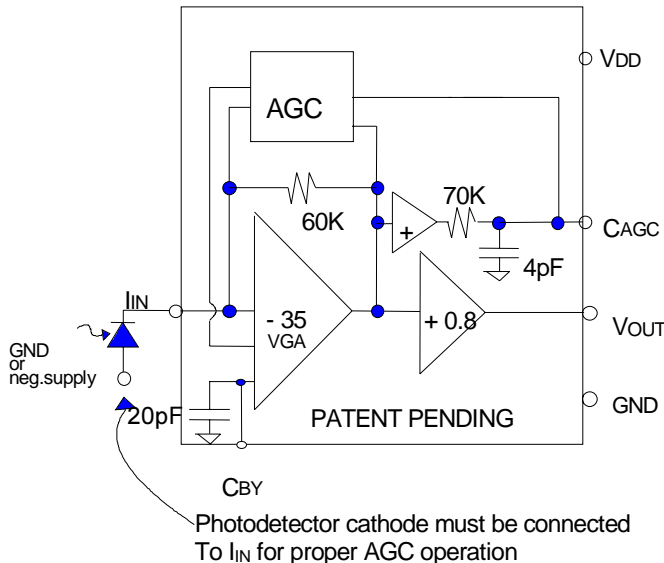 VDD
AGC
70K
60K
+
CAGC
4pF
IIN
- 35
VGA
+ 0.8
VOUT
GND
or
neg.supply
GND
20pF
PATENT PENDING
CBY
Photodetector cathode must be connected
To IIN for proper AGC operation